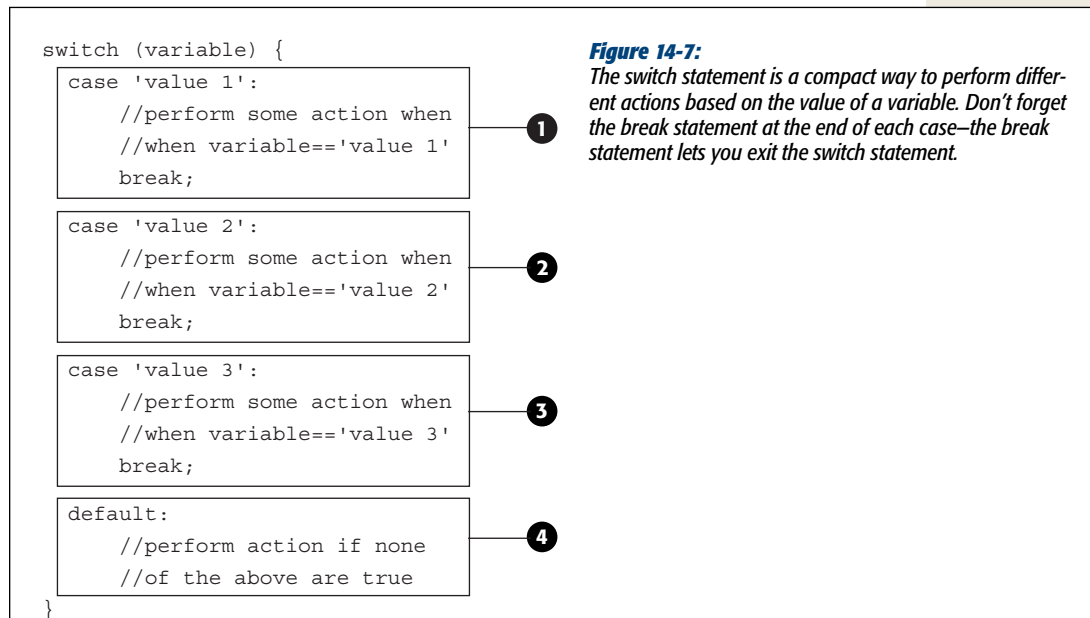 switch (variable) {
case 'value 1':
//perform some action when
//when variable=='value 1'
break;
1
case 'value 2':
//perform some action when
//when variable=='value 2'
break;
2
case 'value 3':
//perform some action when
//when variable=='value 3'
break;
3
default:
//perform action if none
//of the above are true
4
}
Figure 14-7:
The switch statement is a compact way to perform differ-
ent actions based on the value of a variable. Don't forget
the break statement at the end of each case—the break
statement lets you exit the switch statement.